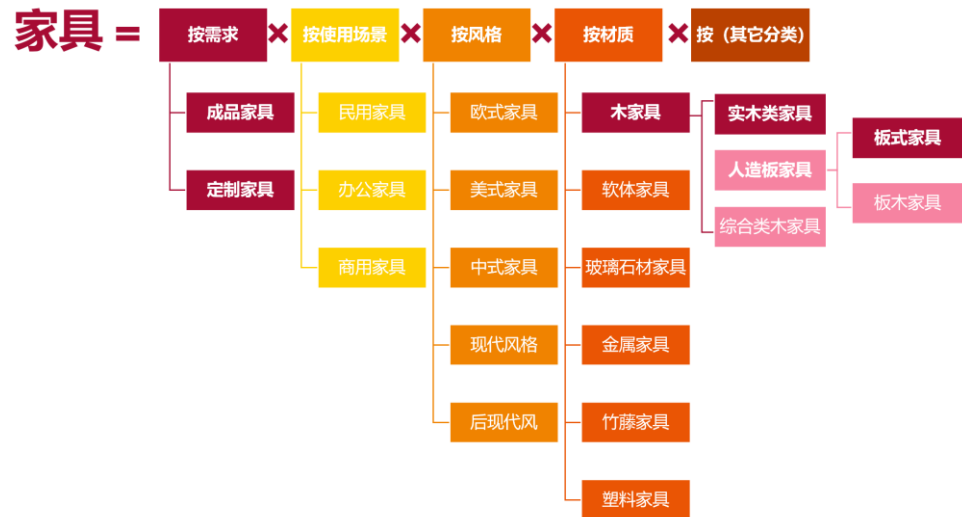 家具 = 按需求 × 按使用场景 × 按风格 × 按材质 × 按（其它分类）
成品家具 民用家具 欧式家具 木家具 实木类家具
板式家具
定制家具 办公家具 美式家具 软体家具 人造板家具
板木家具
综合类木家具
商用家具 中式家具 玻璃石材家具
现代风格 金属家具
后现代风 竹藤家具
塑料家具